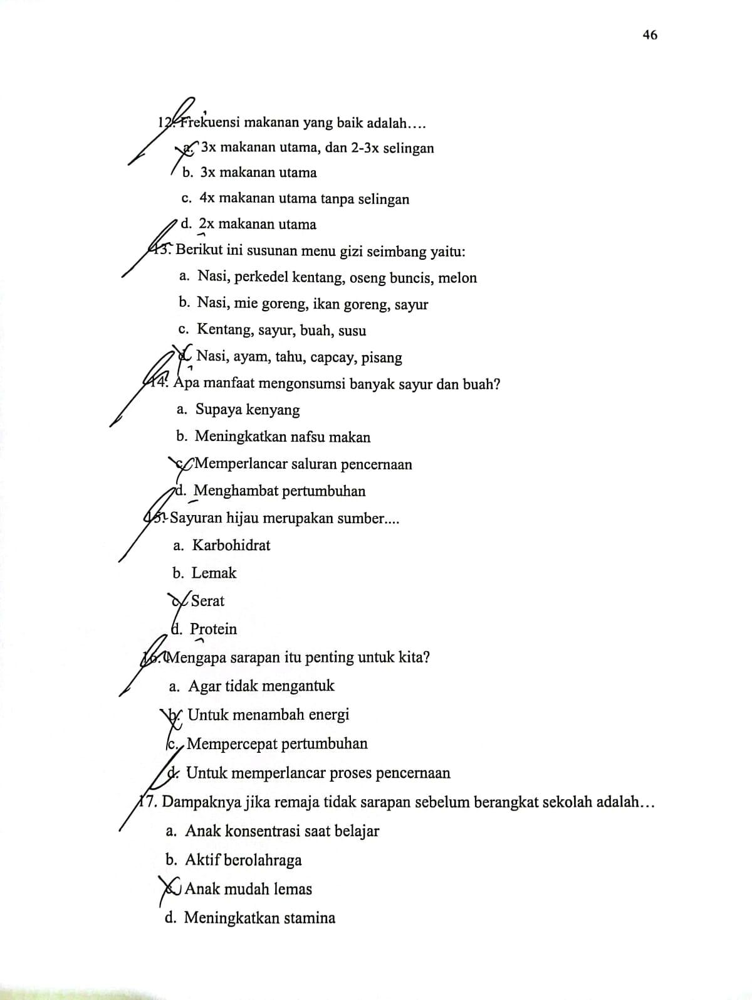 46
12. Frekuensi makanan yang baik adalah....
a. 3x makanan utama, dan 2-3x selingan
b. 3x makanan utama
c. 4x makanan utama tanpa selingan
d. 2x makanan utama
13. Berikut ini susunan menu gizi seimbang yaitu:
a. Nasi, perkedel kentang, oseng buncis, melon
b. Nasi, mie goreng, ikan goreng, sayur
c. Kentang, sayur, buah, susu
d. Nasi, ayam, tahu, capcay, pisang
14. Apa manfaat mengonsumsi banyak sayur dan buah?
a. Supaya kenyang
b. Meningkatkan nafsu makan
c. Memperlancar saluran pencernaan
d. Menghambat pertumbuhan
15. Sayuran hijau merupakan sumber....
a. Karbohidrat
b. Lemak
c. Serat
d. Protein
16. Mengapa sarapan itu penting untuk kita?
a. Agar tidak mengantuk
b. Untuk menambah energi
c. Mempercepat pertumbuhan
d. Untuk memperlancar proses pencernaan
17. Dampaknya jika remaja tidak sarapan sebelum berangkat sekolah adalah...
a. Anak konsentrasi saat belajar
b. Aktif berolahraga
c. Anak mudah lemas
d. Meningkatkan stamina